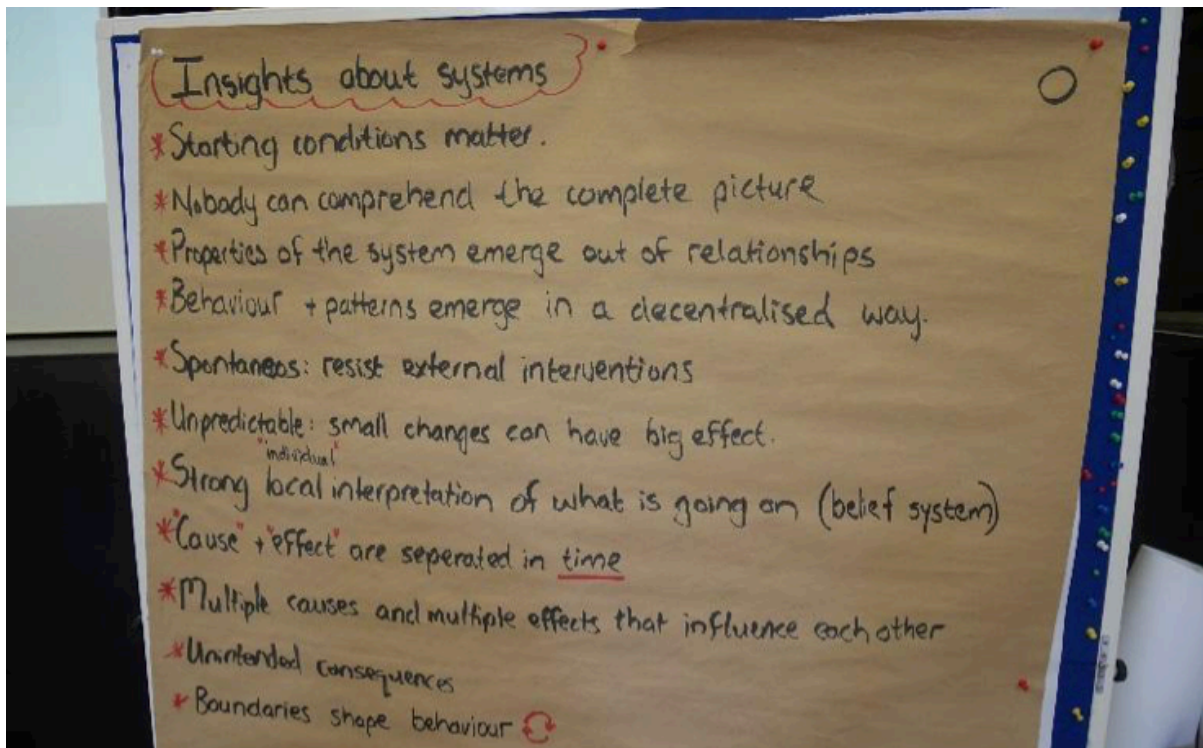 Insights about systems
* Starting conditions matter.
* Nobody can comprehend the complete picture
* Properties of the system emerge out of relationships
* Behaviour + patterns emerge in a decentralised way.
* Spontaneos: resist external interventions
* Unpredictable: small changes can have big effect.
"individual"
* Strong local interpretation of what is going on (belief system)
* "Cause" + "effect" are seperated in time
* Multiple causes and multiple effects that influence each other
* Unintended consequences
* Boundaries shape behaviour